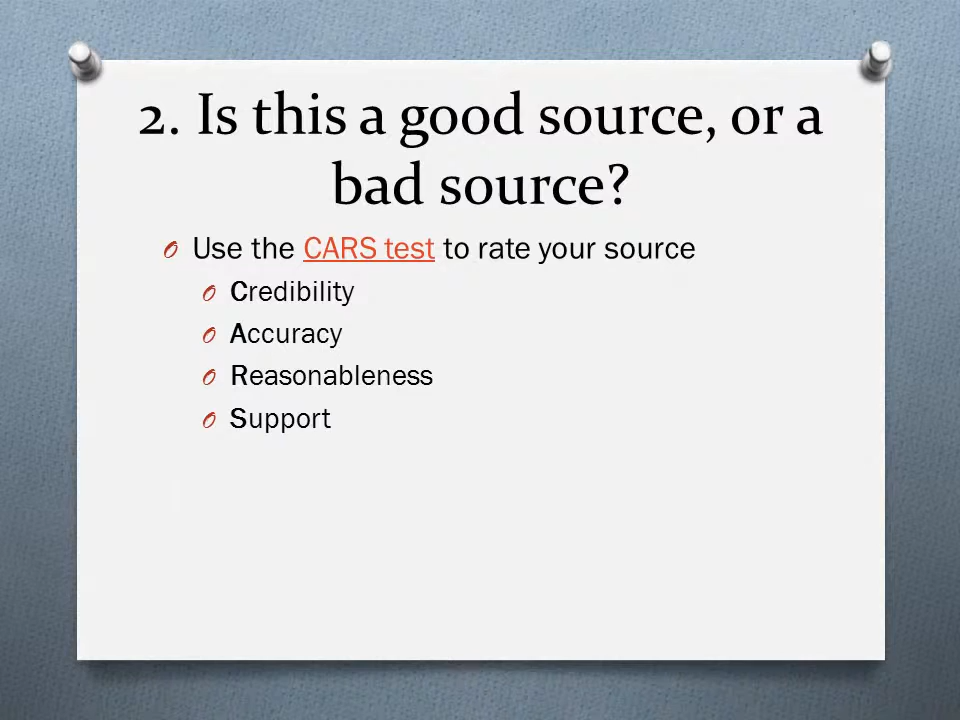 2. Is this a good source, or a
bad source?
Use the CARS test to rate your source
Credibility
Accuracy
Reasonableness
Support